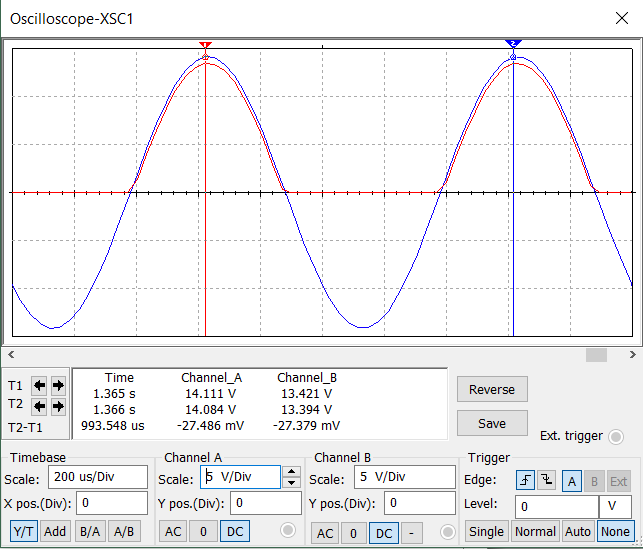 Oscilloscope-XSC1
1
2
Time Channel_A Channel_B
T1 1.365 s 14.111 V 13.421 V
T2 1.366 s 14.084 V 13.394 V
T2-T1 993.548 us -27.486 mV -27.379 mV
Reverse
Save
Ext. trigger
Timebase Channel A Channel B Trigger
Scale: 200 us/Div Scale: 5 V/Div Scale: 5 V/Div Edge: A B Ext
X pos.(Div): 0 Y pos.(Div): 0 Y pos.(Div): 0 Level: 0 V
Y/T Add B/A A/B AC 0 DC AC 0 DC - Single Normal Auto None